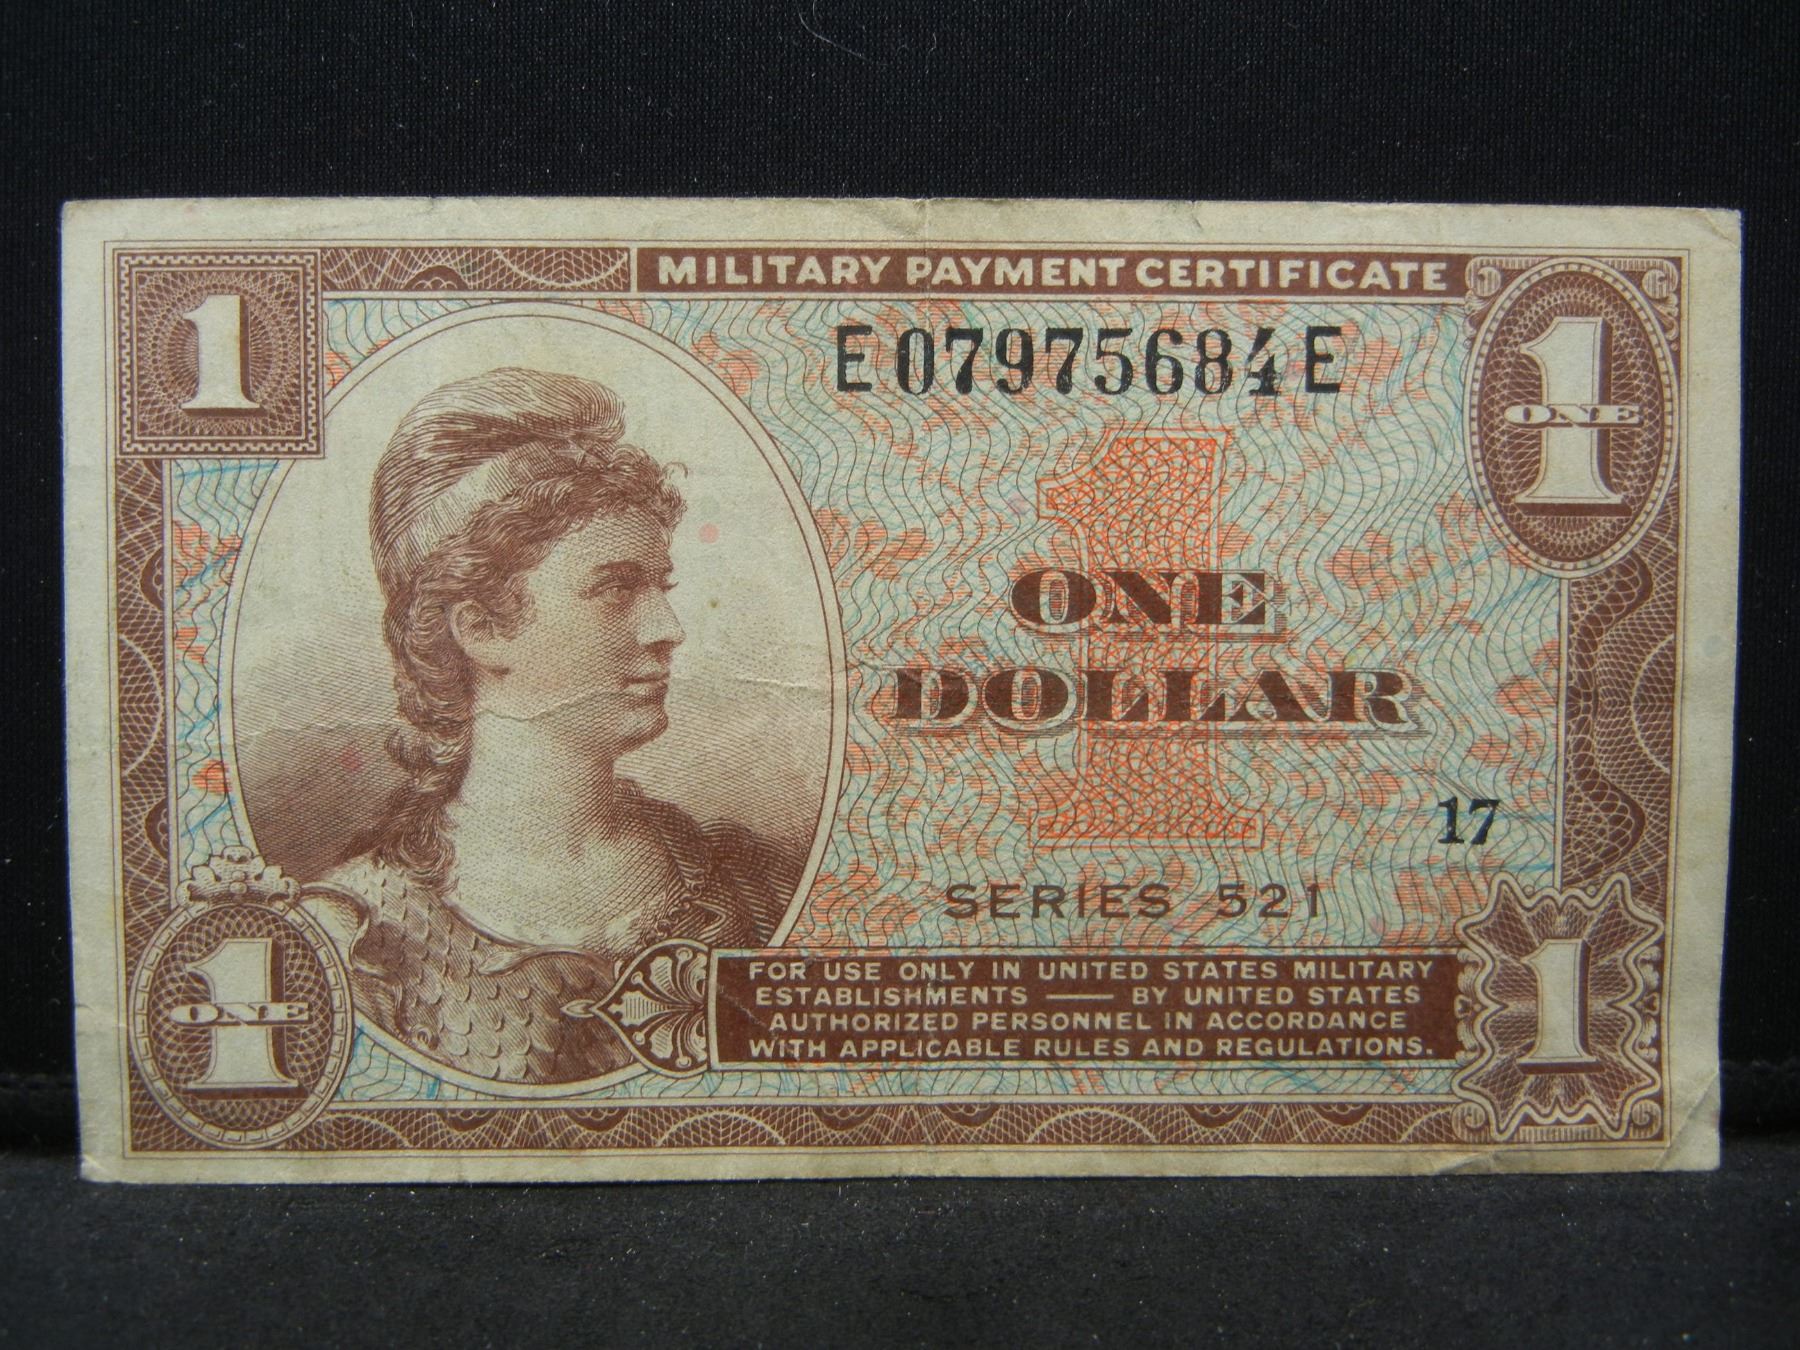 1
MILITARY PAYMENT CERTIFICATE
1
ONE
E07975684E
1
ONE
DOLLAR
17
SERIES 521
1
ONE
FOR USE ONLY IN UNITED STATES MILITARY
ESTABLISHMENTS — BY UNITED STATES
AUTHORIZED PERSONNEL IN ACCORDANCE
WITH APPLICABLE RULES AND REGULATIONS.
1